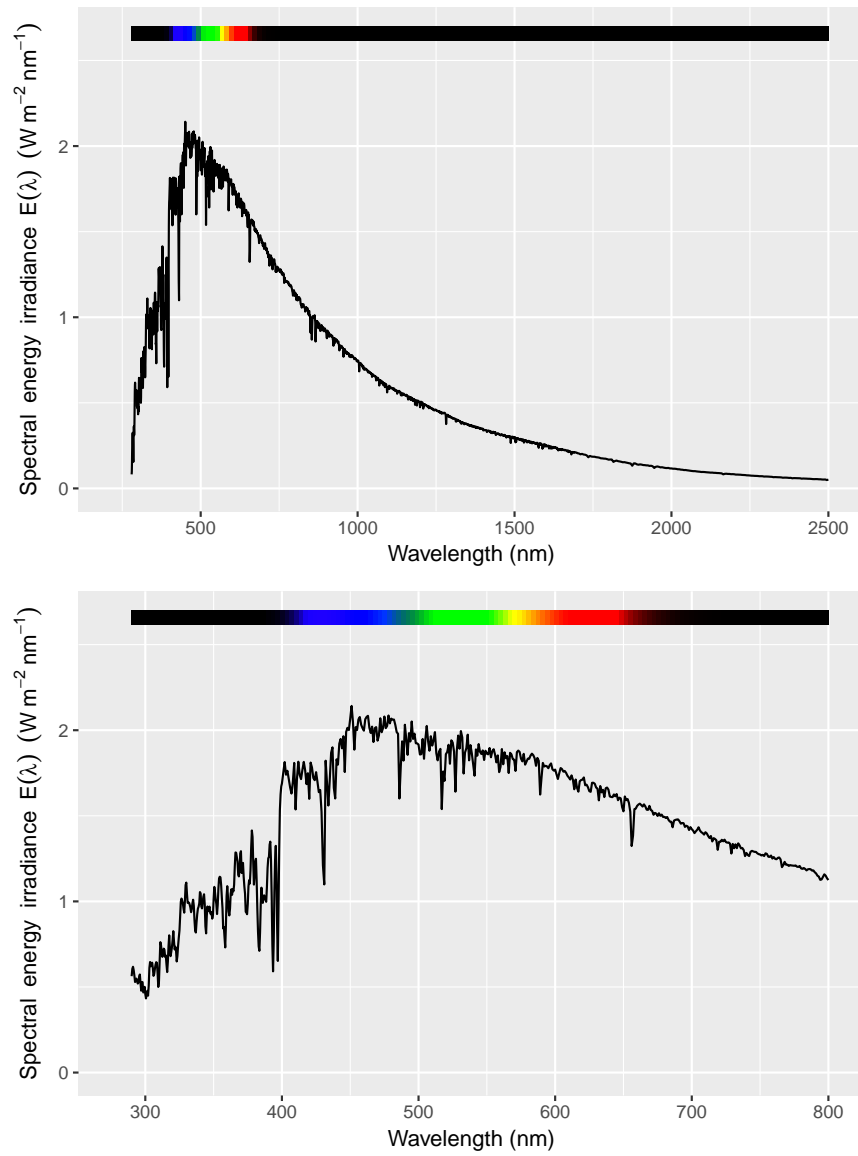 Spectral energy irradiance E(λ) (W m⁻² nm⁻¹)
2
1
0
500 1000 1500 2000 2500
Wavelength (nm)
Spectral energy irradiance E(λ) (W m⁻² nm⁻¹)
2
1
0
300 400 500 600 700 800
Wavelength (nm)